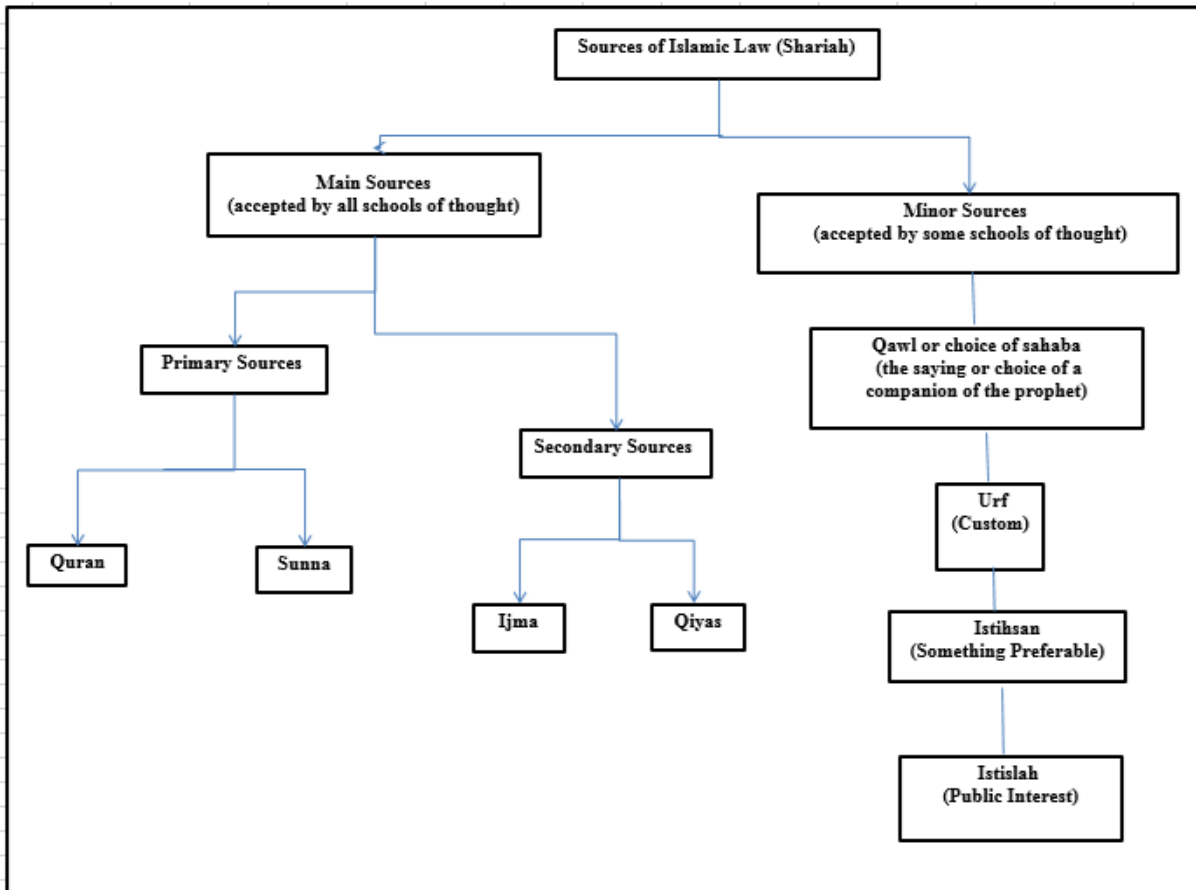 Sources of Islamic Law (Shariah)
Main Sources
(accepted by all schools of thought)
Minor Sources
(accepted by some schools of thought)
Primary Sources
Qawl or choice of sahaba
(the saying or choice of a
companion of the prophet)
Secondary Sources
Urf
(Custom)
Quran
Sunna
Ijma
Qiyas
Istihsan
(Something Preferable)
Istislah
(Public Interest)